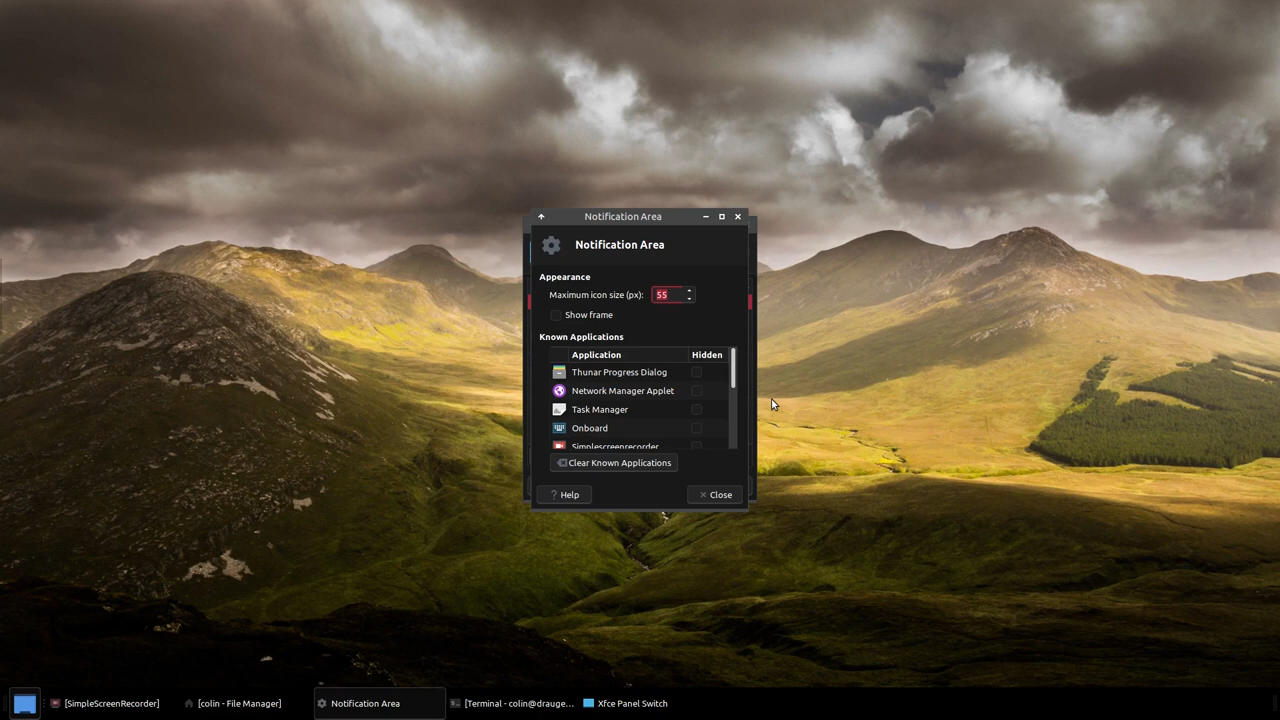 Notification Area
Notification Area
Appearance
Maximum icon size (px): 55
Show frame
Known Applications
Application Hidden
Thunar Progress Dialog
Network Manager Applet
Task Manager
Onboard
Simplescreenrecorder
Clear Known Applications
? Help
Close
[SimpleScreenRecorder] [colin - File Manager] Notification Area [Terminal - colin@drauge... Xfce Panel Switch